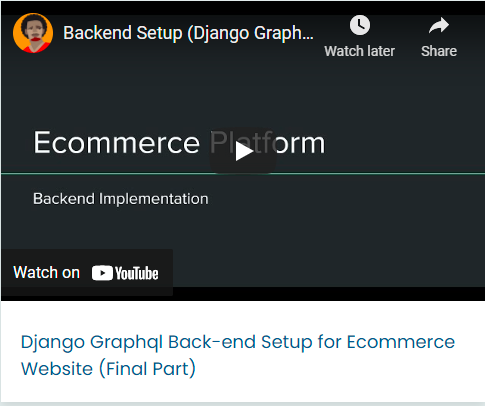 Backend Setup (Django Graph...
Watch later
Share
Ecommerce Platform
Backend Implementation
Watch on YouTube
Django Graphql Back-end Setup for Ecommerce
Website (Final Part)